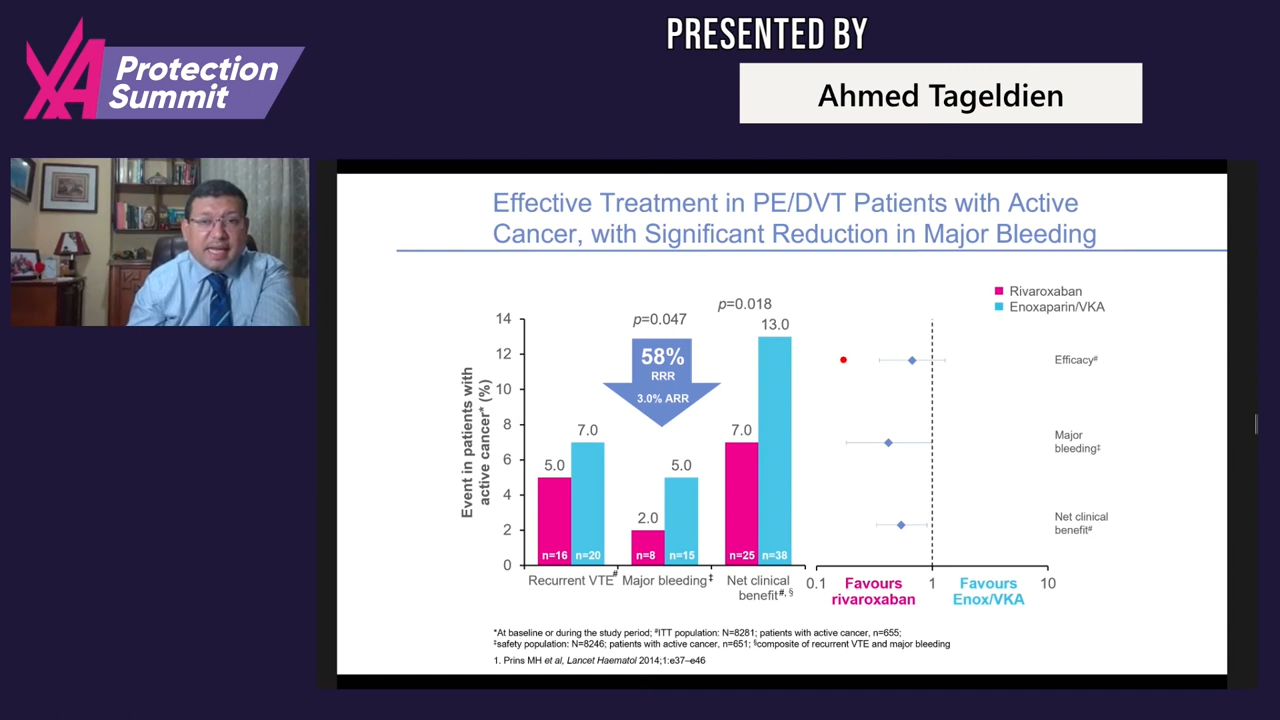 XA Protection
Summit
PRESENTED BY
Ahmed Tageldien
Effective Treatment in PE/DVT Patients with Active
Cancer, with Significant Reduction in Major Bleeding
Rivaroxaban
Enoxaparin/VKA
Event in patients with
active cancer* (%)
14
12
10
8
6
4
2
0
p=0.047
p=0.018
58%
RRR
3.0% ARR
5.0
7.0
2.0
5.0
7.0
13.0
n=16
n=20
n=8
n=15
n=25
n=38
Recurrent VTE#
Major bleeding‡
Net clinical
benefit#,§
Efficacy#
Major
bleeding‡
Net clinical
benefit#
0.1
1
10
Favours
rivaroxaban
Favours
Enox/VKA
*At baseline or during the study period; #ITT population: N=8281; patients with active cancer, n=655;
‡safety population: N=8246; patients with active cancer, n=651; §composite of recurrent VTE and major bleeding
1. Prins MH et al, Lancet Haematol 2014;1:e37–e46